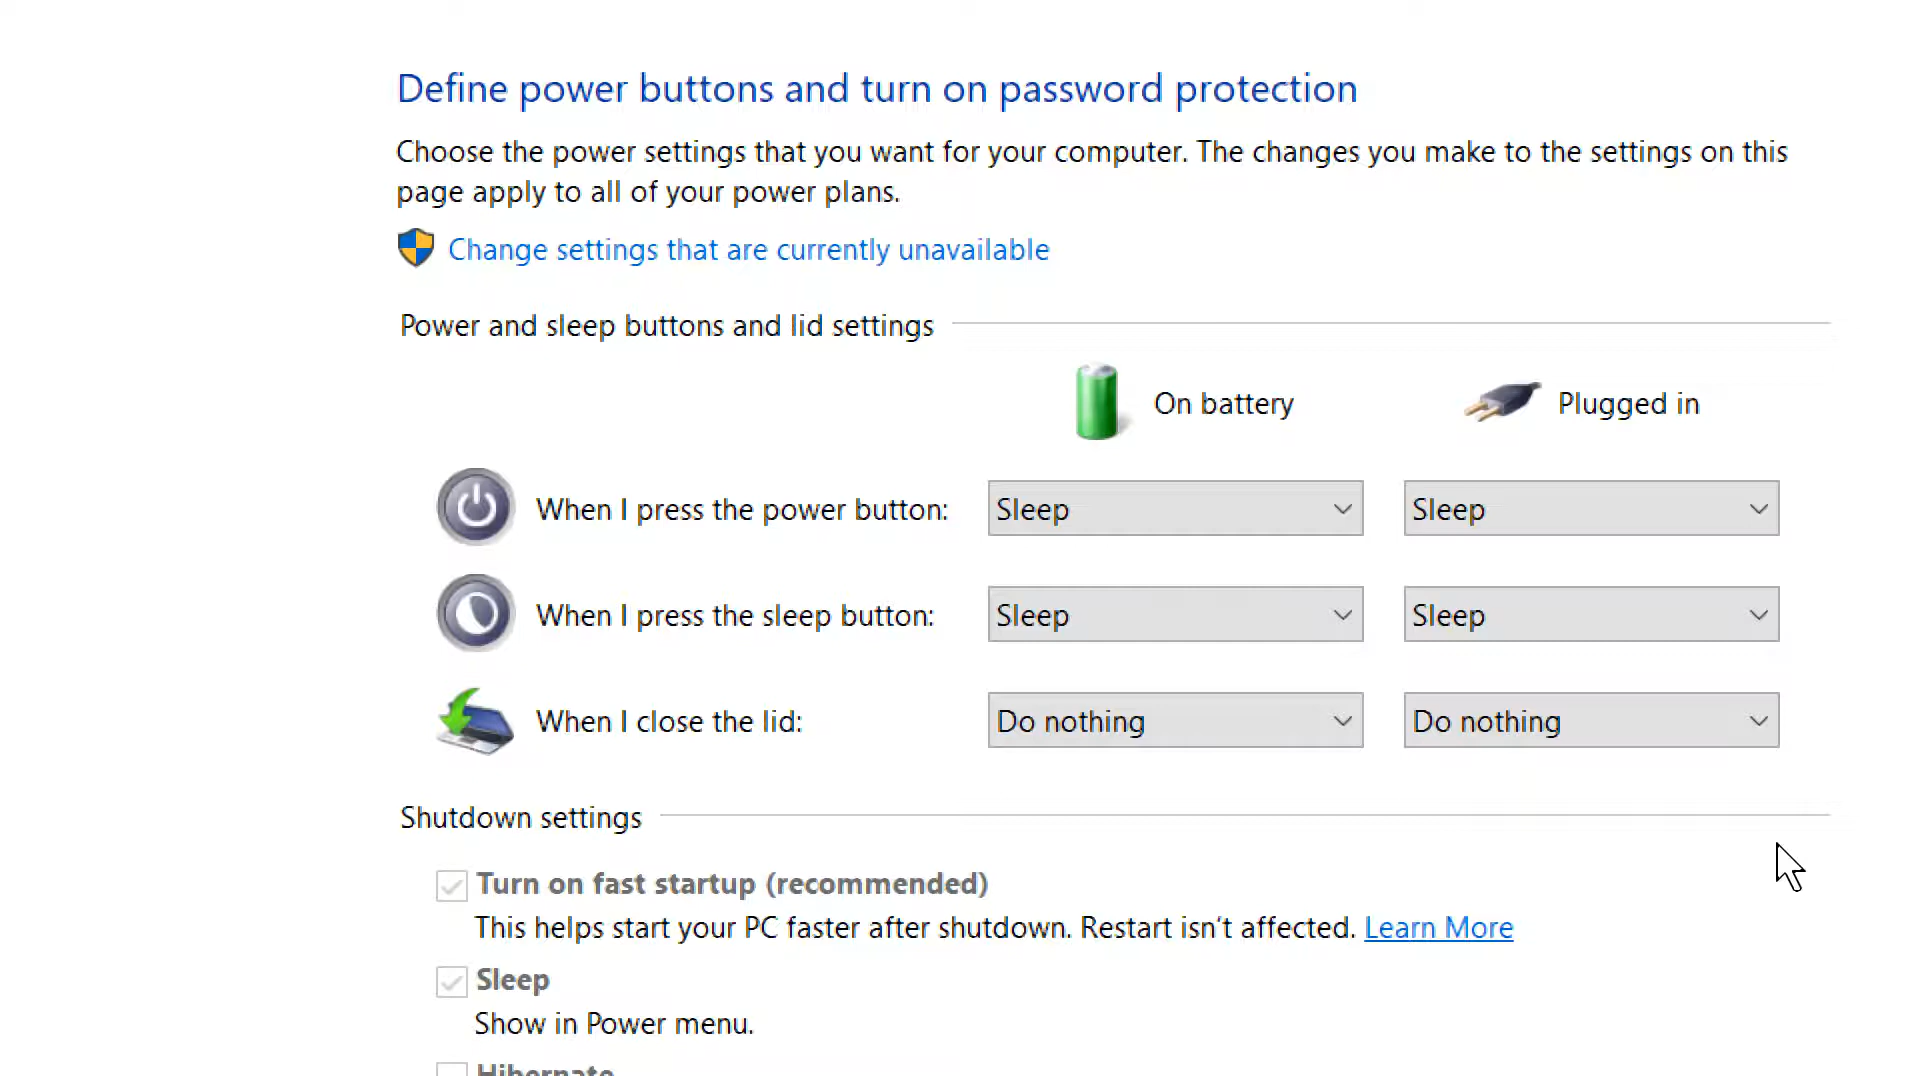 Define power buttons and turn on password protection
Choose the power settings that you want for your computer. The changes you make to the settings on this
page apply to all of your power plans.
Change settings that are currently unavailable
Power and sleep buttons and lid settings
On battery Plugged in
When I press the power button: Sleep Sleep
When I press the sleep button: Sleep Sleep
When I close the lid: Do nothing Do nothing
Shutdown settings
Turn on fast startup (recommended)
This helps start your PC faster after shutdown. Restart isn't affected. Learn More
Sleep
Show in Power menu.
Hibernate